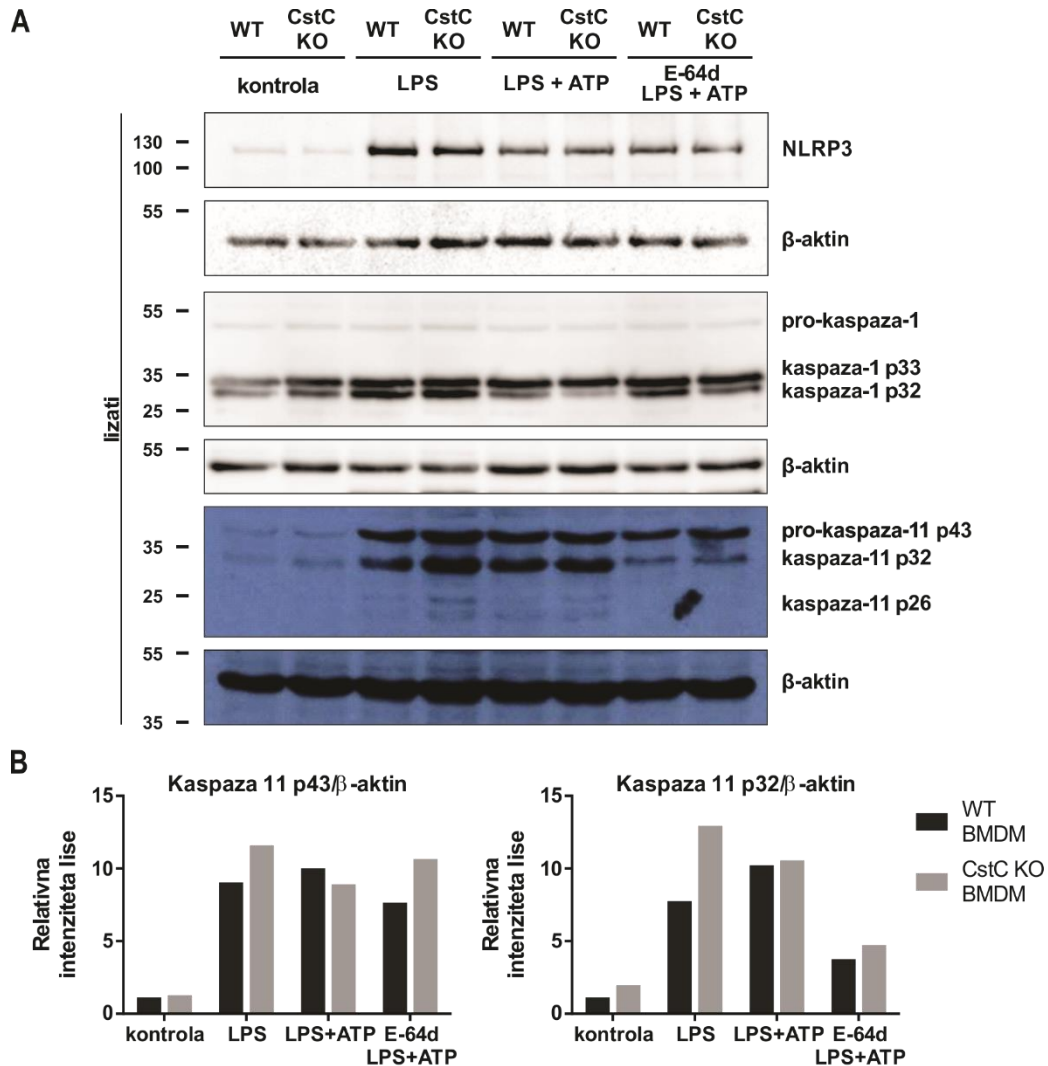 A
WT CstC KO WT CstC KO WT CstC KO WT CstC KO
kontrola LPS LPS + ATP E-64d LPS + ATP
lizati
130
100
NLRP3
55
β-aktin
55
35
25
pro-kaspaza-1
kaspaza-1 p33
kaspaza-1 p32
55
β-aktin
35
25
pro-kaspaza-11 p43
kaspaza-11 p32
kaspaza-11 p26
55
35
β-aktin
B
Kaspaza 11 p43/β-aktin
Relativna
intenziteta lise
15
10
5
0
kontrola LPS LPS+ATP E-64d
LPS+ATP
Kaspaza 11 p32/β-aktin
Relativna
intenziteta lise
15
10
5
0
kontrola LPS LPS+ATP E-64d
LPS+ATP
WT
BMDM
CstC KO
BMDM